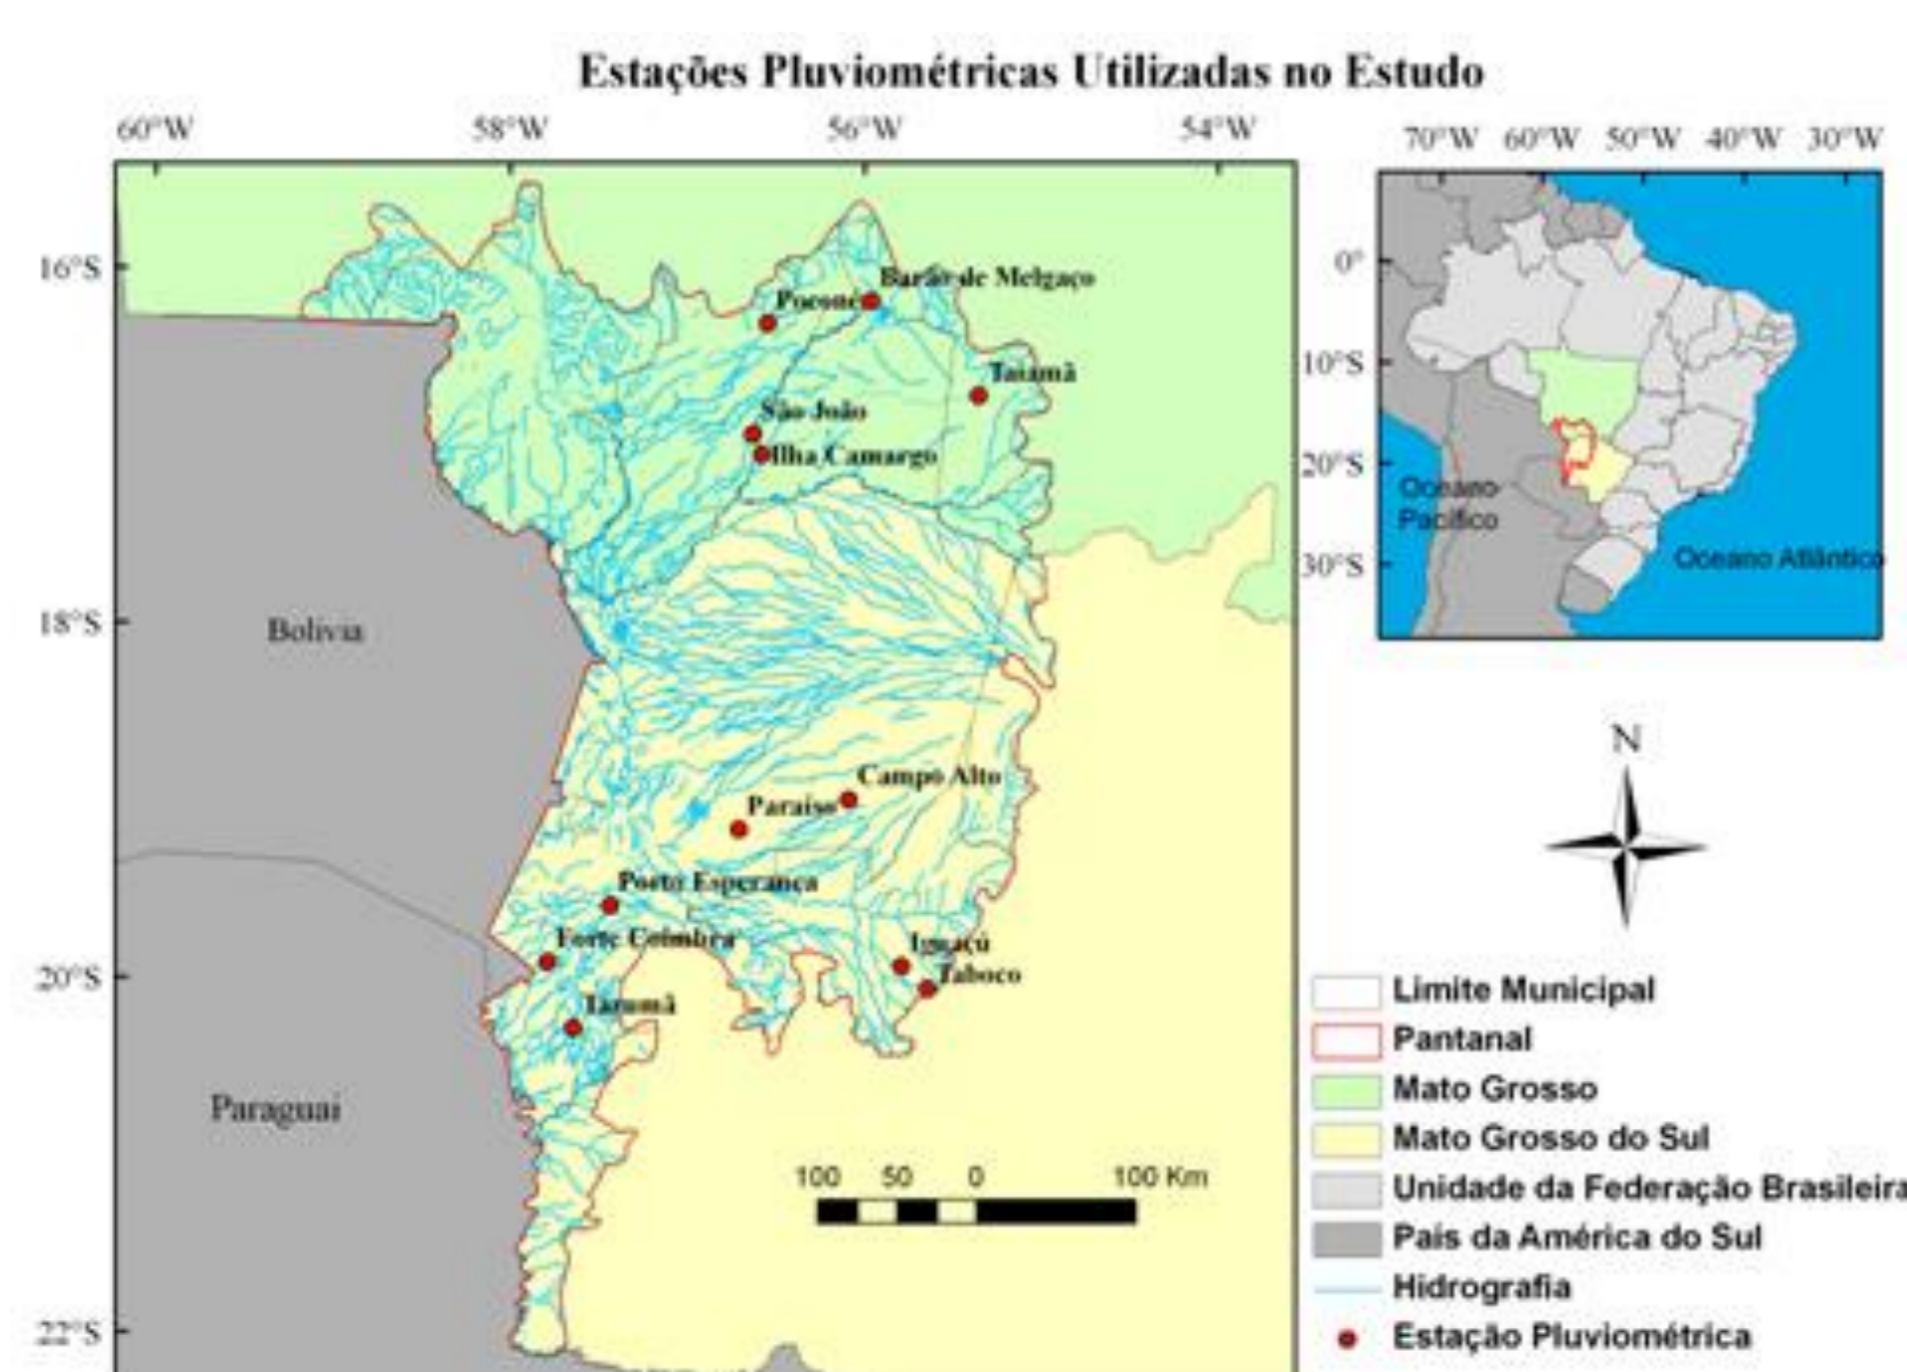 Estações Pluviométricas Utilizadas no Estudo
60°W
58°W
56°W
54°W
70°W
60°W
50°W
40°W
30°W
16°S
18°S
20°S
22°S
Barão de Melgaço
Poconé
Taiamã
São João
Ilha Camargo
Bolivia
Campo Alto
Paraíso
Porto Esperança
Forte Coimbra
Iguaçú
Taboco
Tarumã
Paraguai
100
50
0
100 Km
0°
10°S
20°S
30°S
Oceano
Pacífico
Oceano Atlântico
N
Limite Municipal
Pantanal
Mato Grosso
Mato Grosso do Sul
Unidade da Federação Brasileira
País da América do Sul
Hidrografia
Estação Pluviométrica